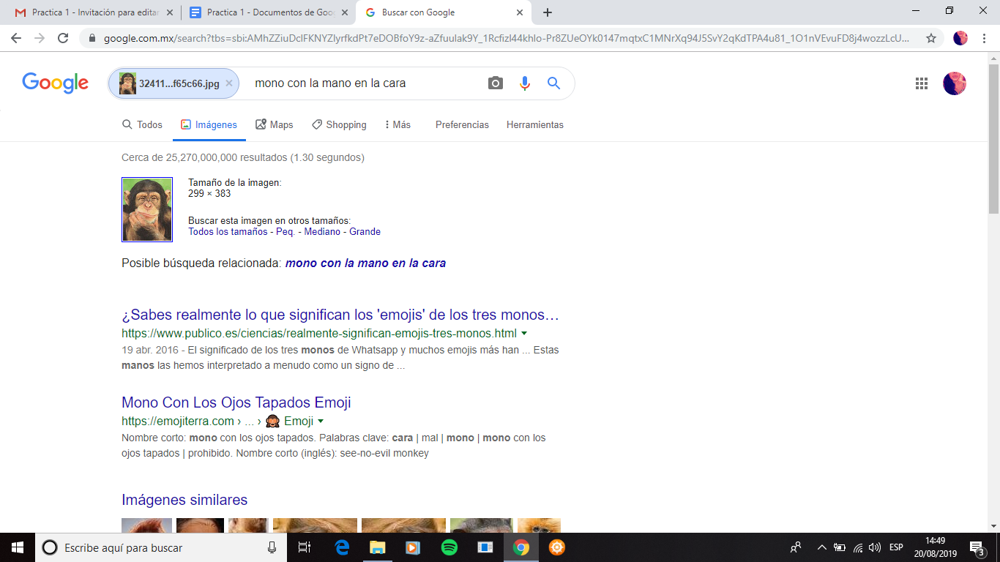 Practica 1 - Invitación para editar
Practica 1 - Documentos de Goo
Buscar con Google
google.com.mx/search?tbs=sbi:AMhZZiuDclFKNYZlyrfkdPt7eDOBfoY9z-aZfuulak9Y_1Rcfizl44khIo-Pr8ZUeOYk0147mqtxC1MNrXq94J5SvY2qKdTPA4u81_1O1nVEvuFD8j4wozzLcU...
Google
32411...f65c66.jpg
mono con la mano en la cara
Todos
Imágenes
Maps
Shopping
Más
Preferencias
Herramientas
Cerca de 25,270,000,000 resultados (1.30 segundos)
Tamaño de la imagen:
299 × 383
Buscar esta imagen en otros tamaños:
Todos los tamaños - Peq. - Mediano - Grande
Posible búsqueda relacionada: mono con la mano en la cara
¿Sabes realmente lo que significan los 'emojis' de los tres monos…
https://www.publico.es/ciencias/realmente-significan-emojis-tres-monos.html
19 abr. 2016 - El significado de los tres monos de Whatsapp y muchos emojis más han ... Estas
manos las hemos interpretado a menudo como un signo de ...
Mono Con Los Ojos Tapados Emoji
https://emojiterra.com › ... › 🙈 Emoji
Nombre corto: mono con los ojos tapados. Palabras clave: cara | mal | mono | mono con los
ojos tapados | prohibido. Nombre corto (inglés): see-no-evil monkey
Imágenes similares
Escribe aquí para buscar
ESP
14:49
20/08/2019
3